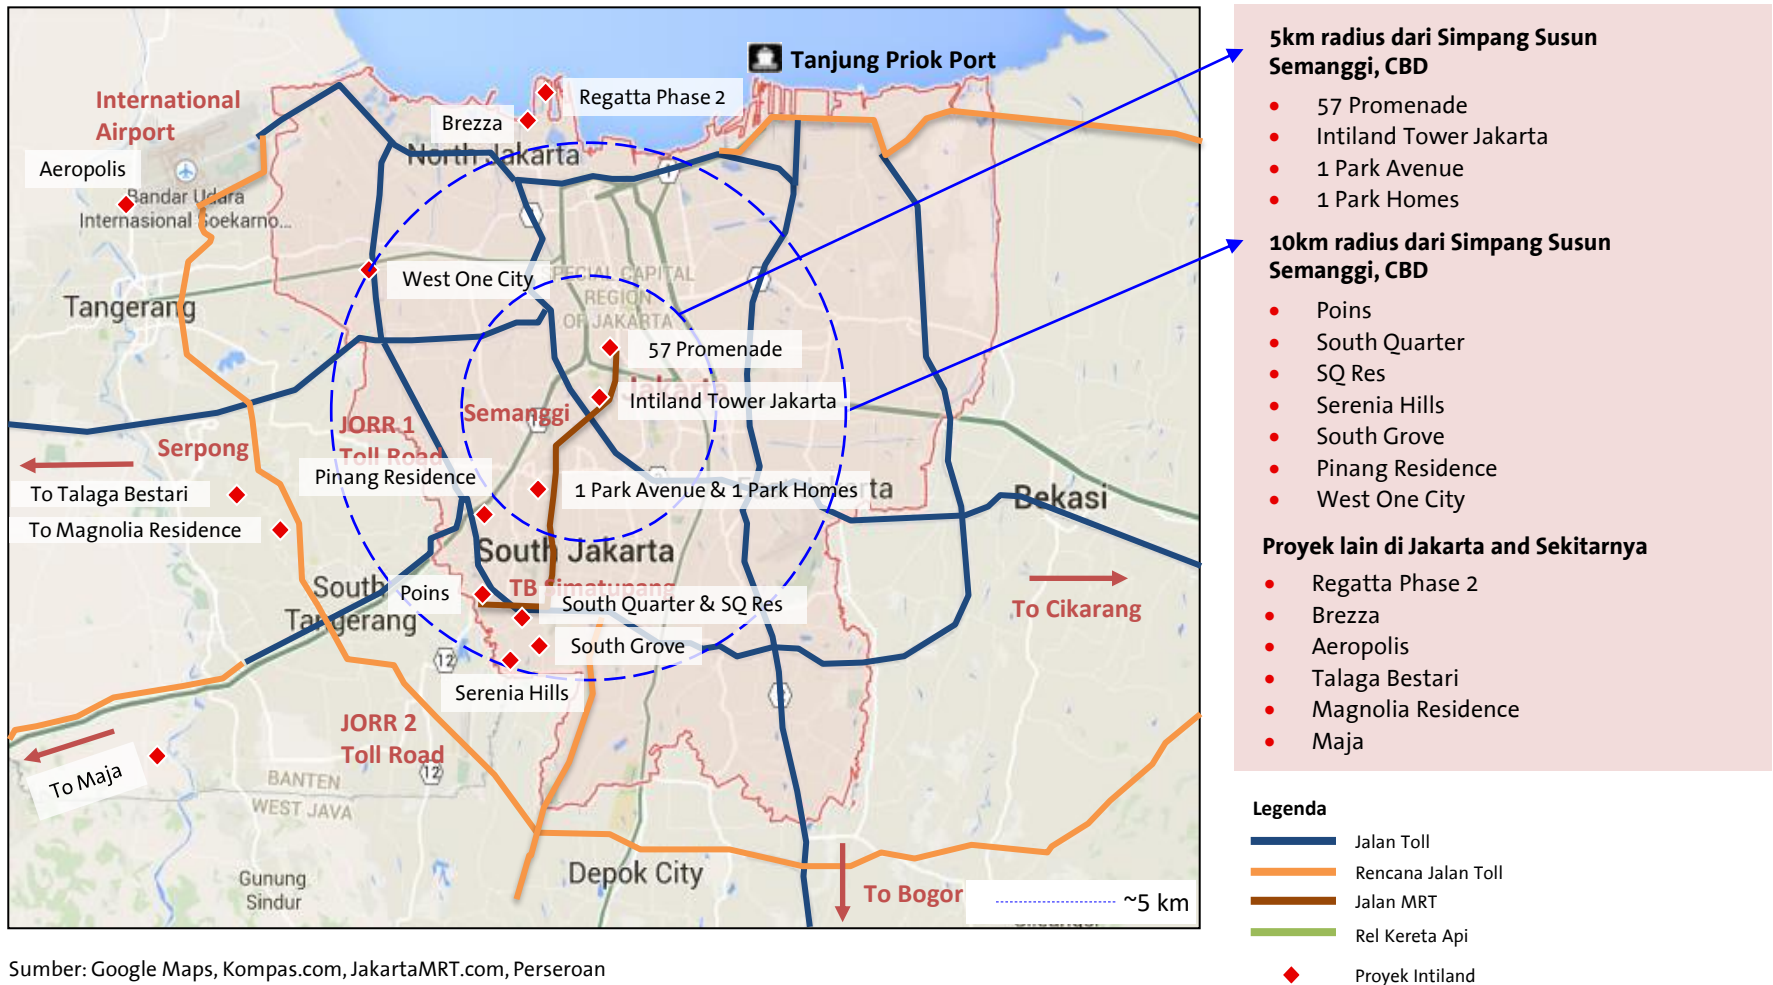 Tanjung Priok Port
International
Airport
Regatta Phase 2
Brezza
North Jakarta
Aeropolis
Bandar Udara
Internasional Soekarno...
West One City
SPECIAL CAPITAL
REGION
OF JAKARTA
Tangerang
57 Promenade
Jakarta
Intiland Tower Jakarta
Semanggi
JORR 1
Toll Road
Serpong
Pinang Residence
To Talaga Bestari
1 Park Avenue & 1 Park Homes
Bekasi
To Magnolia Residence
South Jakarta
South
Tangerang
TB Simatupang
Poins
South Quarter & SQ Res
To Cikarang
South Grove
12
Serenia Hills
JORR 2
Toll Road
12
To Maja
BANTEN
WEST JAVA
Depok City
Gunung
Sindur
To Bogor
~5 km
5km radius dari Simpang Susun
Semanggi, CBD
• 57 Promenade
• Intiland Tower Jakarta
• 1 Park Avenue
• 1 Park Homes
10km radius dari Simpang Susun
Semanggi, CBD
• Poins
• South Quarter
• SQ Res
• Serenia Hills
• South Grove
• Pinang Residence
• West One City
Proyek lain di Jakarta and Sekitarnya
• Regatta Phase 2
• Brezza
• Aeropolis
• Talaga Bestari
• Magnolia Residence
• Maja
Legenda
Jalan Toll
Rencana Jalan Toll
Jalan MRT
Rel Kereta Api
Proyek Intiland
Sumber: Google Maps, Kompas.com, JakartaMRT.com, Perseroan